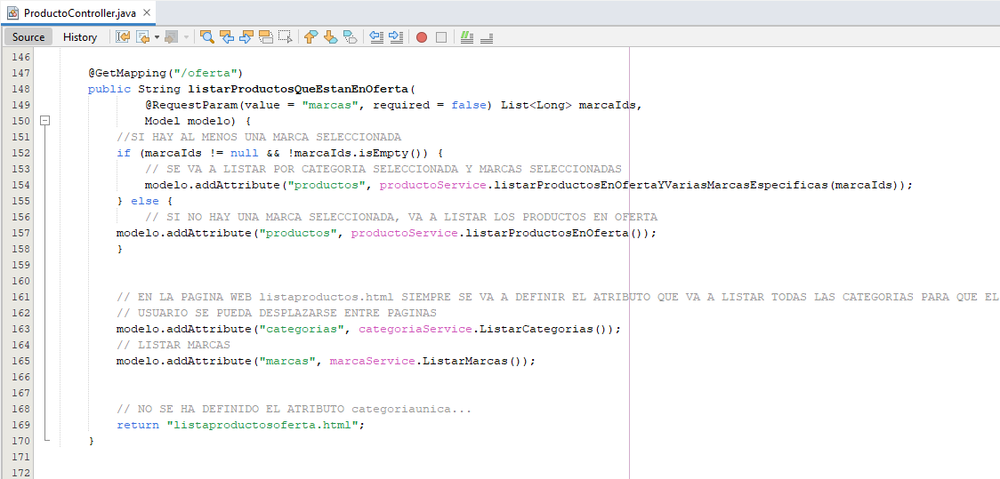 ProductoController.java
Source History
146
147 @GetMapping("/oferta")
148 public String listarProductosQueEstanEnOferta(
149 @RequestParam(value = "marcas", required = false) List<Long> marcaIds,
150 Model modelo) {
151 //SI HAY AL MENOS UNA MARCA SELECCIONADA
152 if (marcaIds != null && !marcaIds.isEmpty()) {
153 // SE VA A LISTAR POR CATEGORIA SELECCIONADA Y MARCAS SELECCIONADAS
154 modelo.addAttribute("productos", productoService.listarProductosEnOfertaYVariasMarcasEspecificas(marcaIds));
155 } else {
156 // SI NO HAY UNA MARCA SELECCIONADA, VA A LISTAR LOS PRODUCTOS EN OFERTA
157 modelo.addAttribute("productos", productoService.listarProductosEnOferta());
158 }
159
160
161 // EN LA PAGINA WEB listaproductos.html SIEMPRE SE VA A DEFINIR EL ATRIBUTO QUE VA A LISTAR TODAS LAS CATEGORIAS PARA QUE EL
162 // USUARIO SE PUEDA DESPLAZARSE ENTRE PAGINAS
163 modelo.addAttribute("categorias", categoriaService.ListarCategorias());
164 // LISTAR MARCAS
165 modelo.addAttribute("marcas", marcaService.ListarMarcas());
166
167
168 // NO SE HA DEFINIDO EL ATRIBUTO categoriaunica...
169 return "listaproductosoferta.html";
170 }
171
172